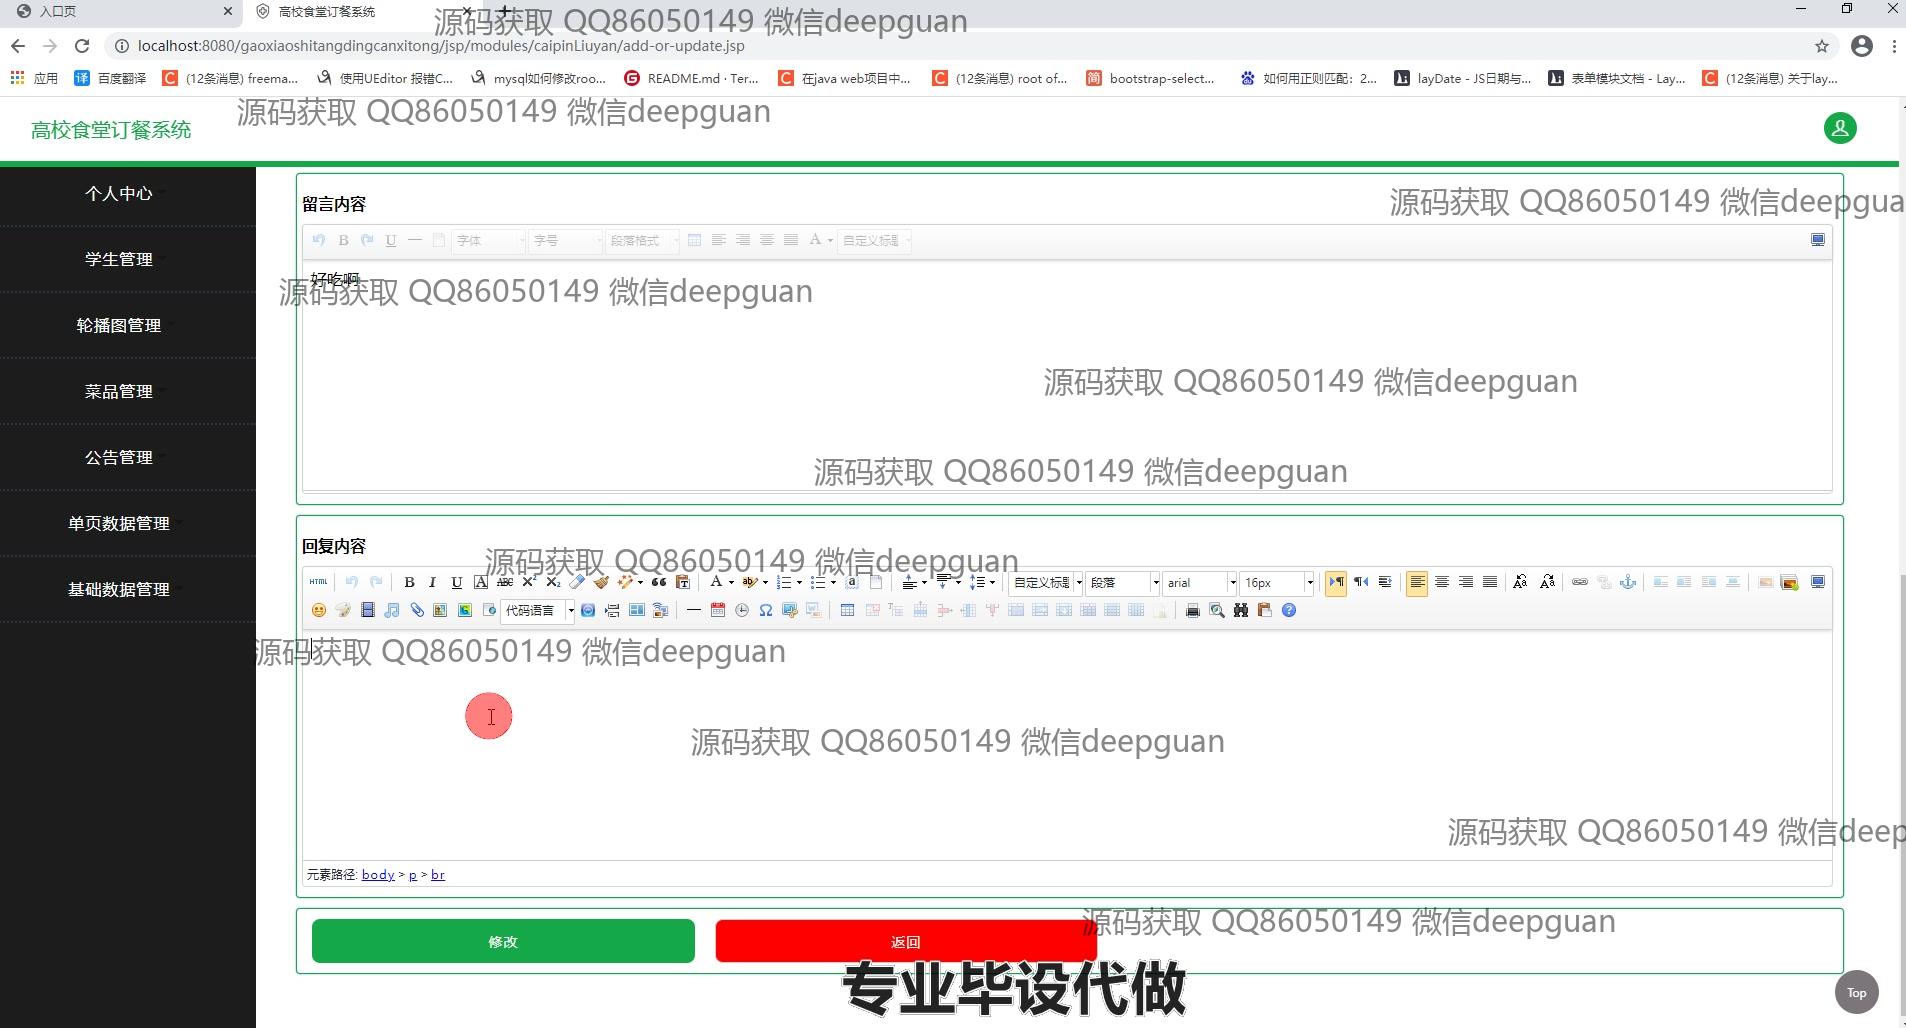 入口页
高校食堂订餐系统
localhost:8080/gaoxiaoshitangdingcanxitong/jsp/modules/caipinLiuyan/add-or-update.jsp
应用
百度翻译
(12条消息) freema...
使用UEditor 报错C...
mysql如何修改roo...
README.md · Ter...
在java web项目中...
(12条消息) root of...
bootstrap-select...
如何用正则匹配：2...
layDate - JS日期与...
表单模块文档 - Lay...
(12条消息) 关于lay...
源码获取 QQ86050149 微信deepguan
源码获取 QQ86050149 微信deepguan
高校食堂订餐系统
个人中心
学生管理
轮播图管理
菜品管理
公告管理
单页数据管理
基础数据管理
源码获取 QQ86050149 微信deepgua
留言内容
字体
字号
段落格式
自定义标题
好吃啊
源码获取 QQ86050149 微信deepguan
源码获取 QQ86050149 微信deepguan
源码获取 QQ86050149 微信deepguan
回复内容
源码获取 QQ86050149 微信deepguan
HTML
自定义标题
段落
arial
16px
代码语言
源码获取 QQ86050149 微信deepguan
源码获取 QQ86050149 微信deepguan
源码获取 QQ86050149 微信deep
元素路径: body > p > br
源码获取 QQ86050149 微信deepguan
修改
返回
专业毕设代做
Top